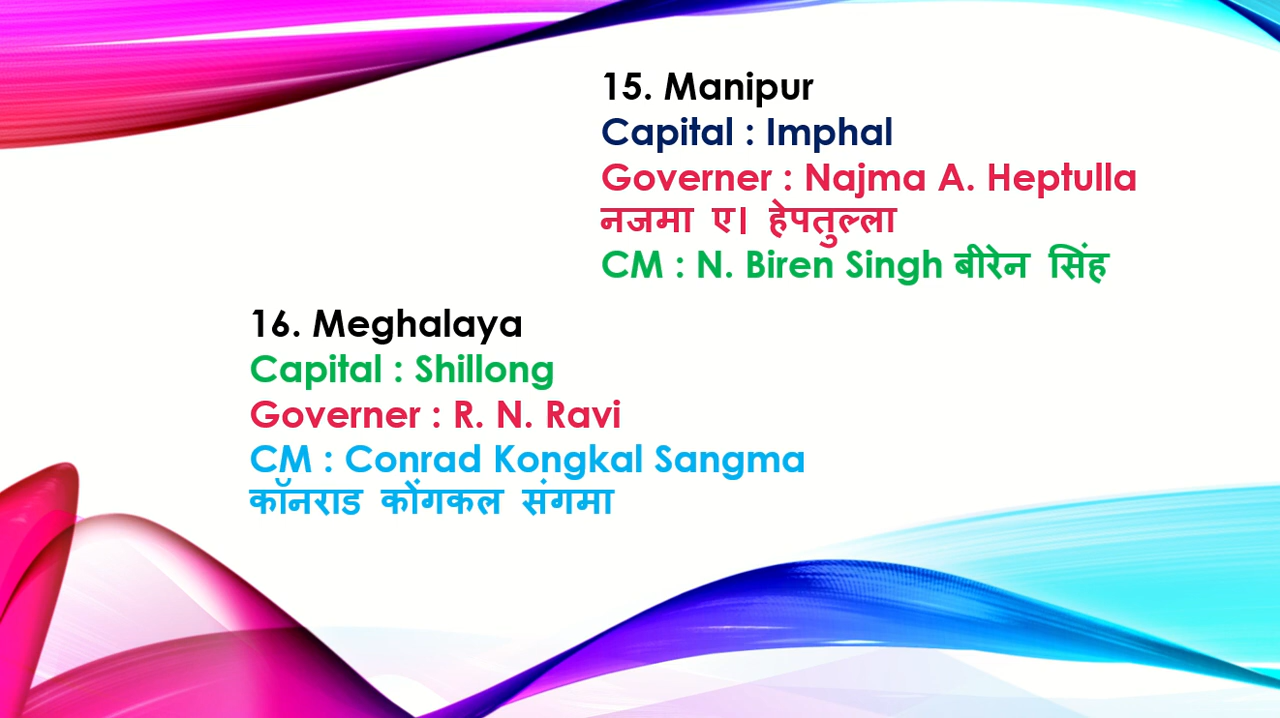 15. Manipur
Capital : Imphal
Governer : Najma A. Heptulla
नजमा ए। हेपतुल्ला
CM : N. Biren Singh बीरेन सिंह
16. Meghalaya
Capital : Shillong
Governer : R. N. Ravi
CM : Conrad Kongkal Sangma
कॉनराड कोंगकल संगमा